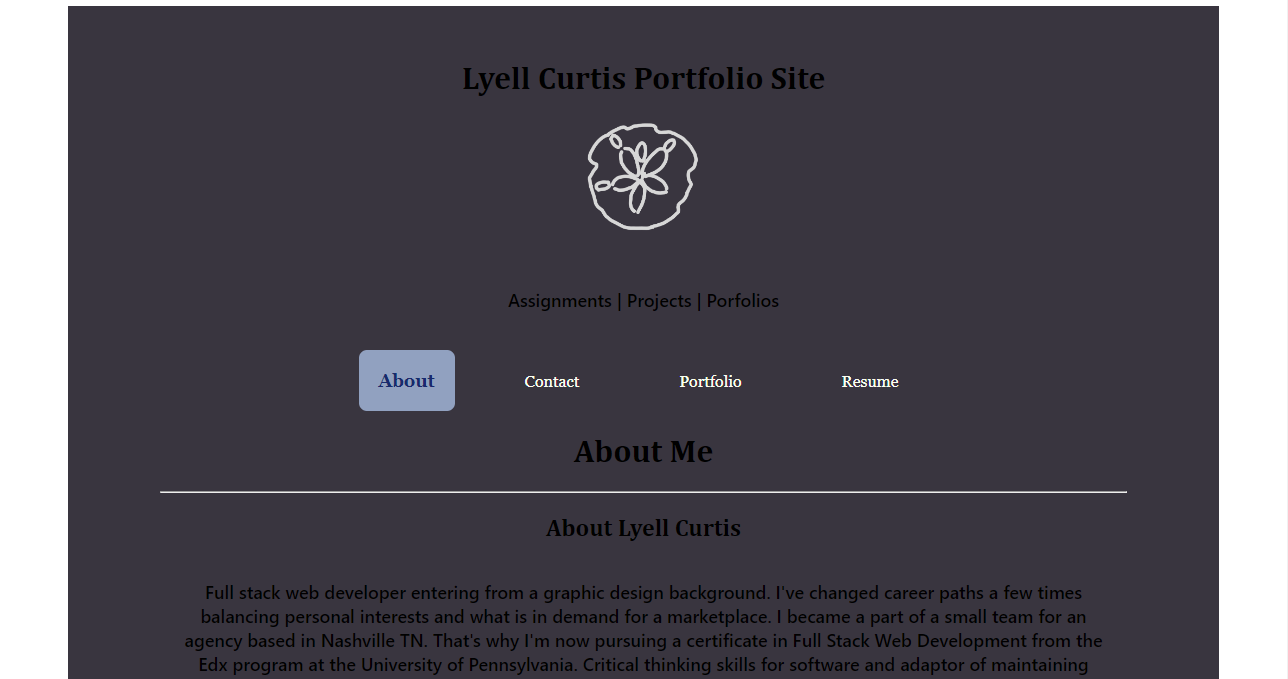 Lyell Curtis Portfolio Site
Assignments | Projects | Porfolios
About Contact Portfolio Resume
About Me
About Lyell Curtis
Full stack web developer entering from a graphic design background. I've changed career paths a few times
balancing personal interests and what is in demand for a marketplace. I became a part of a small team for an
agency based in Nashville TN. That's why I'm now pursuing a certificate in Full Stack Web Development from the
Edx program at the University of Pennsylvania. Critical thinking skills for software and adaptor of maintaining